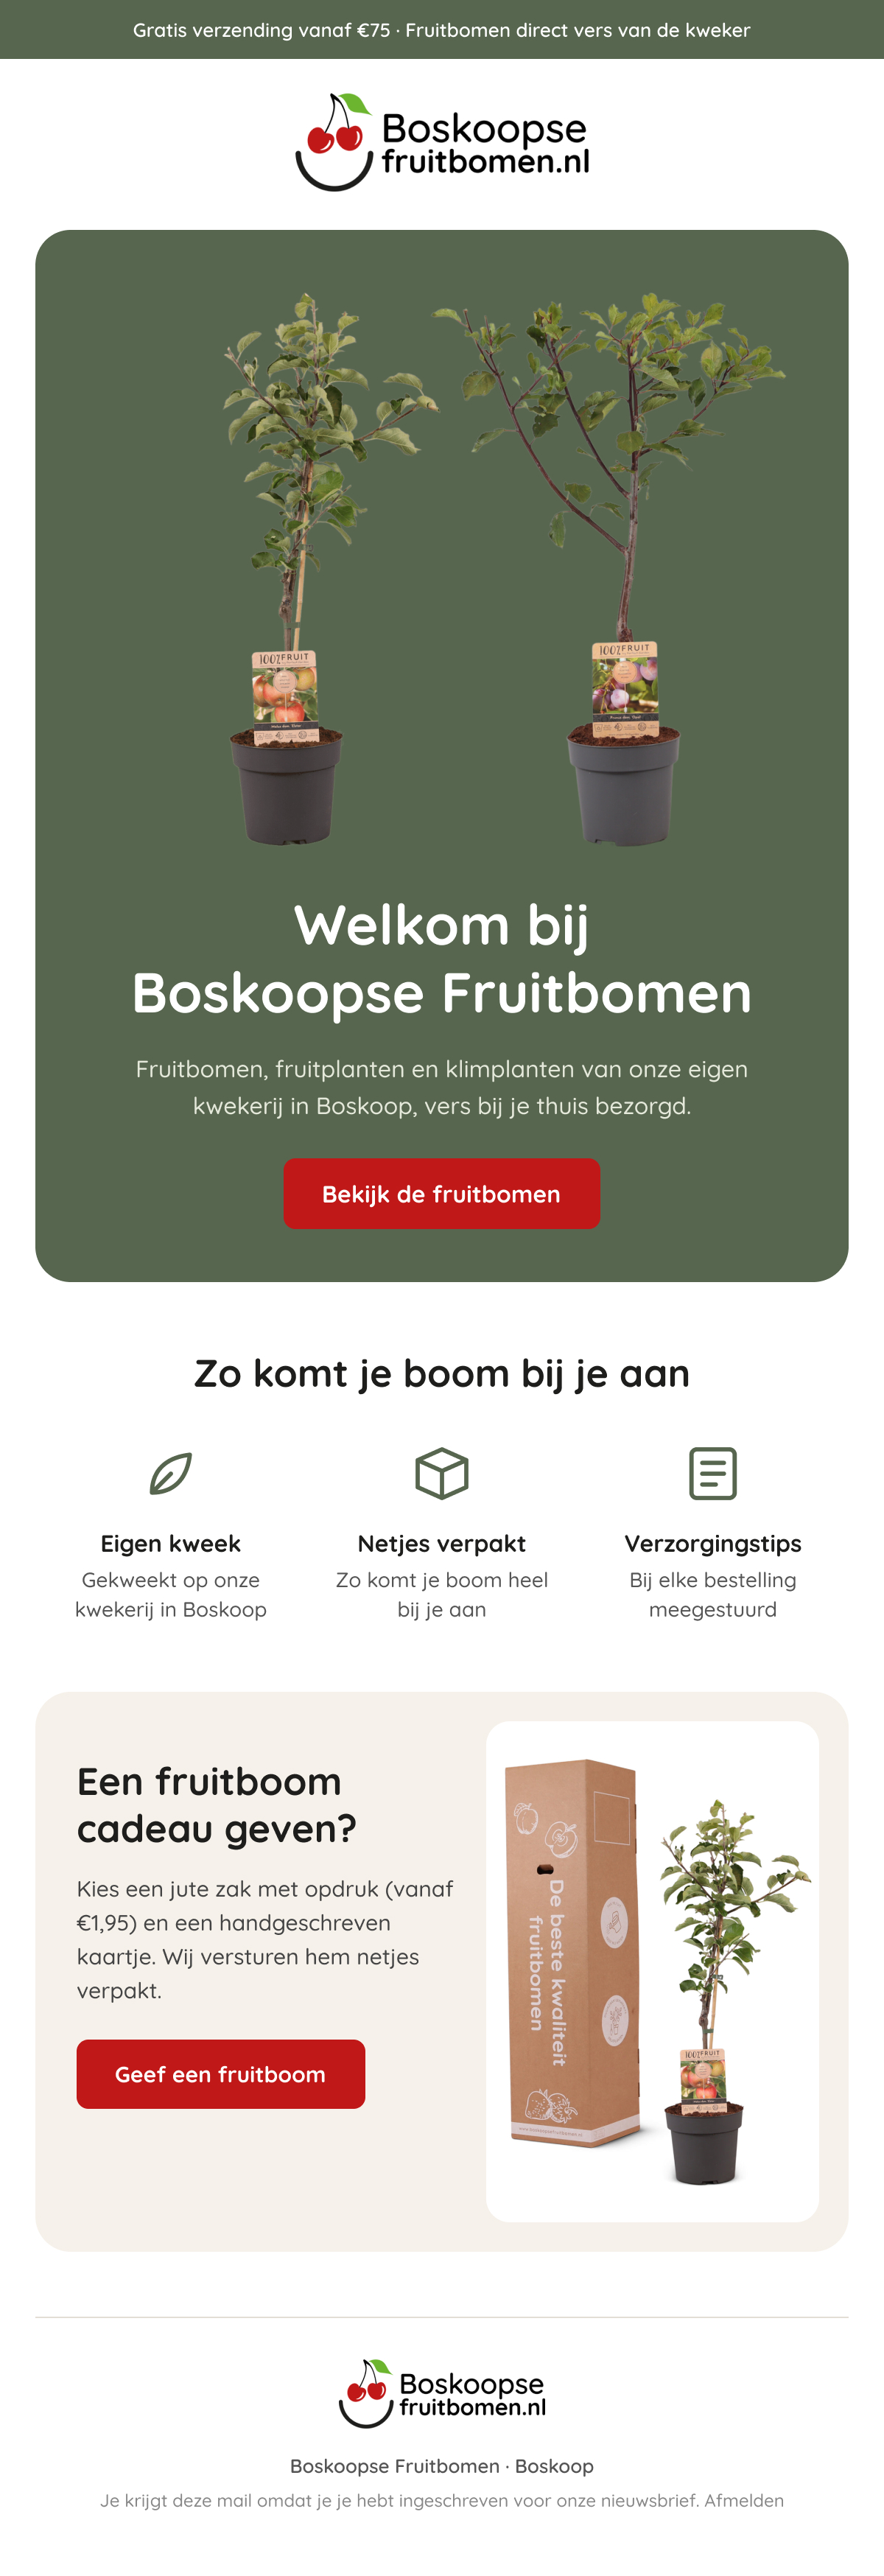 Gratis verzending vanaf €75 · Fruitbomen direct vers van de kweker
Boskoopse
fruitbomen.nl
100%FRUIT
100%FRUIT
Welkom bij
Boskoopse Fruitbomen
Fruitbomen, fruitplanten en klimplanten van onze eigen
kwekerij in Boskoop, vers bij je thuis bezorgd.
Bekijk de fruitbomen
Zo komt je boom bij je aan
Eigen kweek
Gekweekt op onze
kwekerij in Boskoop
Netjes verpakt
Zo komt je boom heel
bij je aan
Verzorgingstips
Bij elke bestelling
meegestuurd
Een fruitboom
cadeau geven?
Kies een jute zak met opdruk (vanaf
€1,95) en een handgeschreven
kaartje. Wij versturen hem netjes
verpakt.
Geef een fruitboom
De beste kwaliteit
fruitbomen
100%FRUIT
Boskoopse
fruitbomen.nl
Boskoopse Fruitbomen · Boskoop
Je krijgt deze mail omdat je je hebt ingeschreven voor onze nieuwsbrief. Afmelden